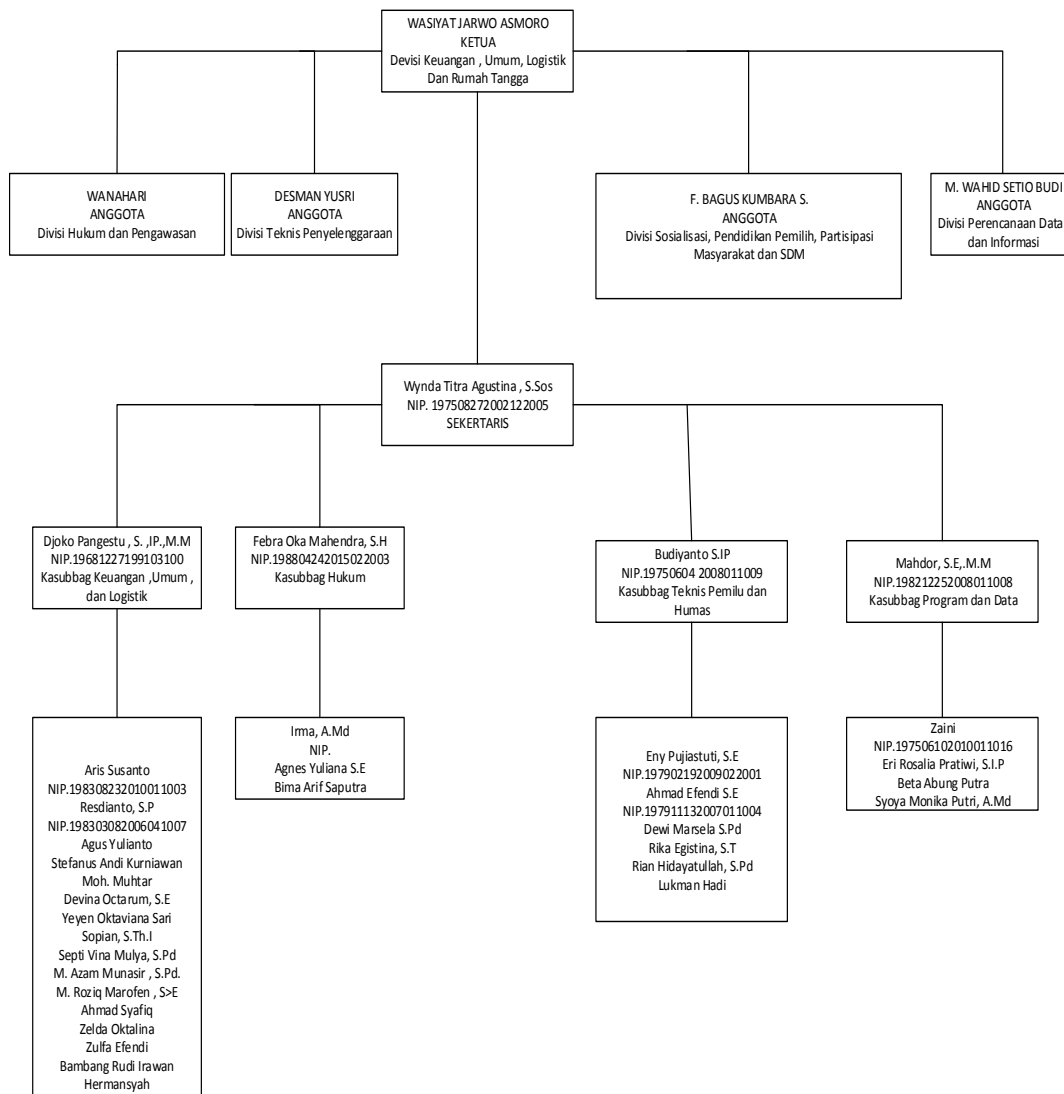 WASIYAT JARWO ASMORO
KETUA
Devisi Keuangan , Umum, Logistik
Dan Rumah Tangga
WANAHARI
ANGGOTA
Divisi Hukum dan Pengawasan
DESMAN YUSRI
ANGGOTA
Divisi Teknis Penyelenggaraan
F. BAGUS KUMBARA S.
ANGGOTA
Divisi Sosialisasi, Pendidikan Pemilih, Partisipasi
Masyarakat dan SDM
M. WAHID SETIO BUDI
ANGGOTA
Divisi Perencanaan Data
dan Informasi
Wynda Titra Agustina , S.Sos
NIP. 197508272002122005
SEKERTARIS
Djoko Pangestu , S. ,IP.,M.M
NIP.19681227199103100
Kasubbag Keuangan ,Umum ,
dan Logistik
Febra Oka Mahendra, S.H
NIP.198804242015022003
Kasubbag Hukum
Budiyanto S.IP
NIP.19750604 2008011009
Kasubbag Teknis Pemilu dan
Humas
Mahdor, S.E,.M.M
NIP.198212252008011008
Kasubbag Program dan Data
Aris Susanto
NIP.198308232010011003
Resdianto, S.P
NIP.198303082006041007
Agus Yulianto
Stefanus Andi Kurniawan
Moh. Muhtar
Devina Octarum, S.E
Yeyen Oktaviana Sari
Sopian, S.Th.I
Septi Vina Mulya, S.Pd
M. Azam Munasir , S.Pd.
M. Roziq Marofen , S>E
Ahmad Syafiq
Zelda Oktalina
Zulfa Efendi
Bambang Rudi Irawan
Hermansyah
Irma, A.Md
NIP.
Agnes Yuliana S.E
Bima Arif Saputra
Eny Pujiastuti, S.E
NIP.197902192009022001
Ahmad Efendi S.E
NIP.197911132007011004
Dewi Marsela S.Pd
Rika Egistina, S.T
Rian Hidayatullah, S.Pd
Lukman Hadi
Zaini
NIP.197506102010011016
Eri Rosalia Pratiwi, S.I.P
Beta Abung Putra
Syoya Monika Putri, A.Md